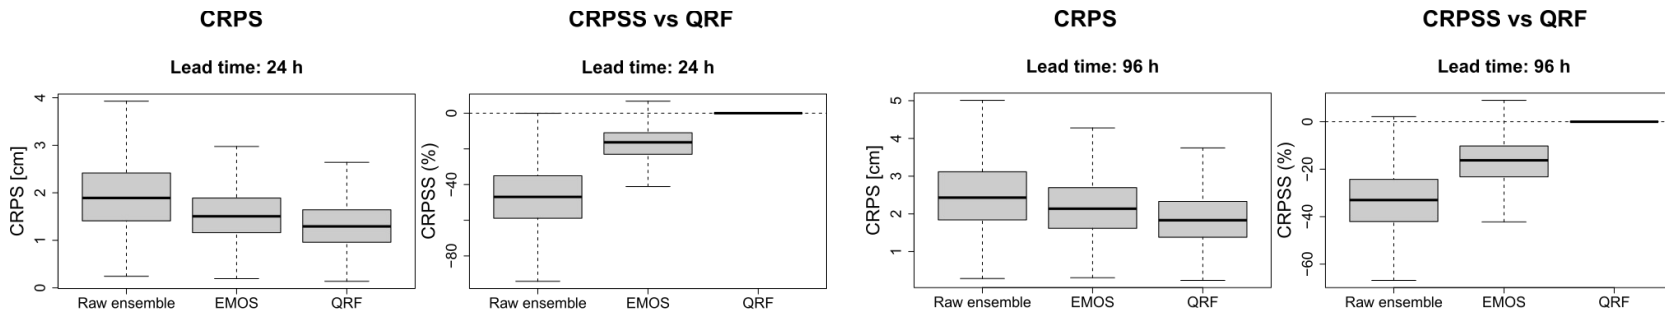 CRPS
Lead time: 24 h
CRPS [cm]
4
3
2
1
0
Raw ensemble EMOS QRF
CRPSS vs QRF
Lead time: 24 h
CRPSS (%)
0
−40
−80
Raw ensemble EMOS QRF
CRPS
Lead time: 96 h
CRPS [cm]
5
4
3
2
1
Raw ensemble EMOS QRF
CRPSS vs QRF
Lead time: 96 h
CRPSS (%)
0
−20
−40
−60
Raw ensemble EMOS QRF